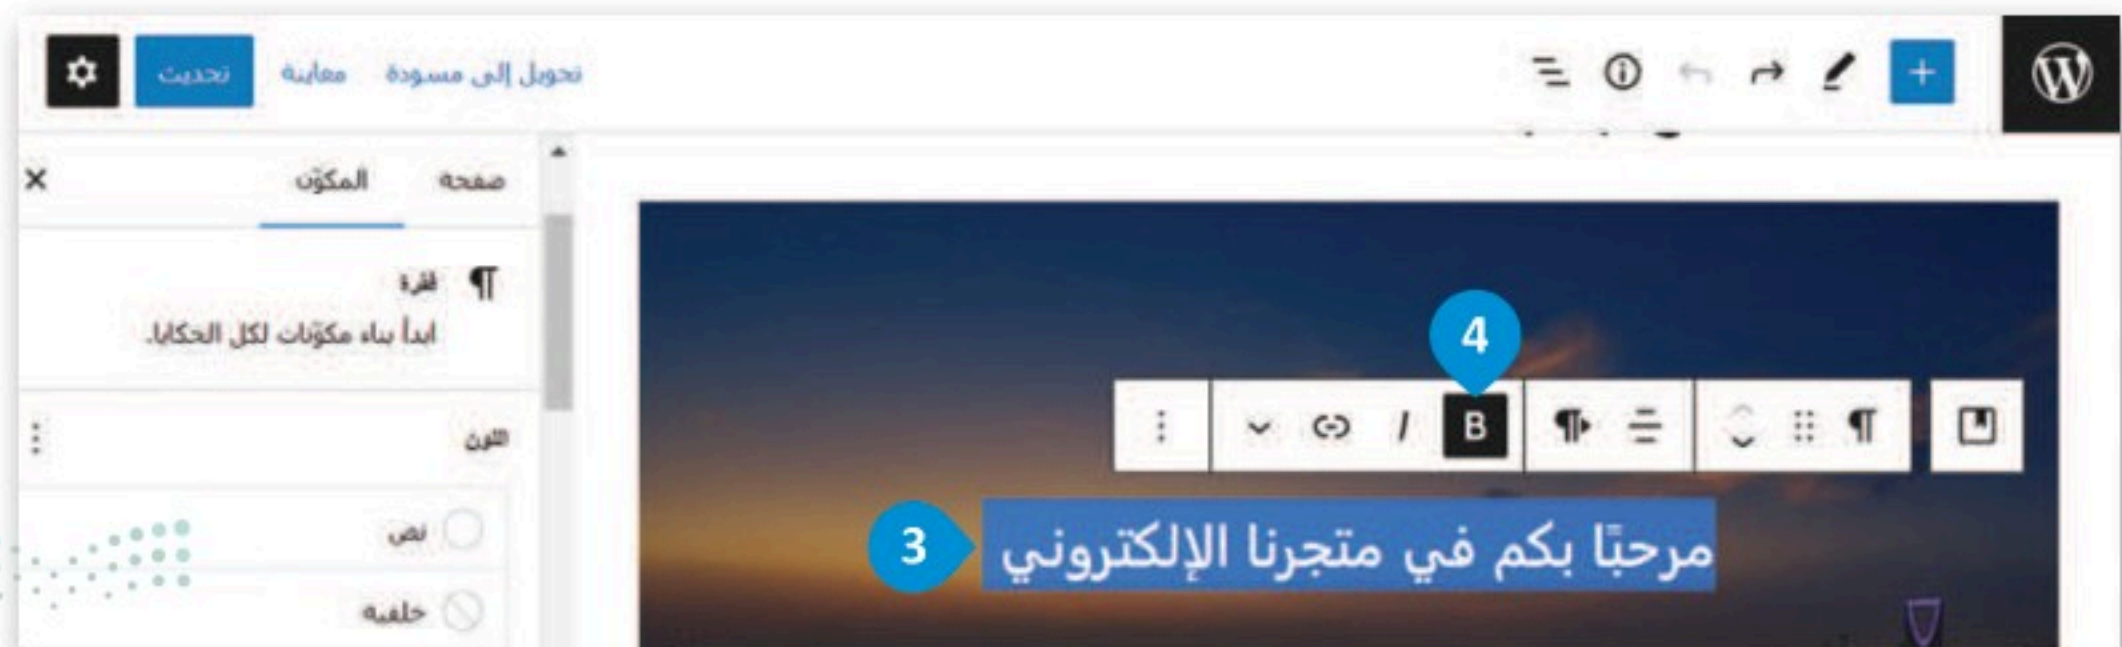 تحويل إلى مسودة معاينة تحديث
صفحة المكوّن
فقرة
ابدأ بناء مكوّنات لكل الحكايا.
اللون
نص
خلفية
4
B I
3
مرحبًا بكم في متجرنا الإلكتروني